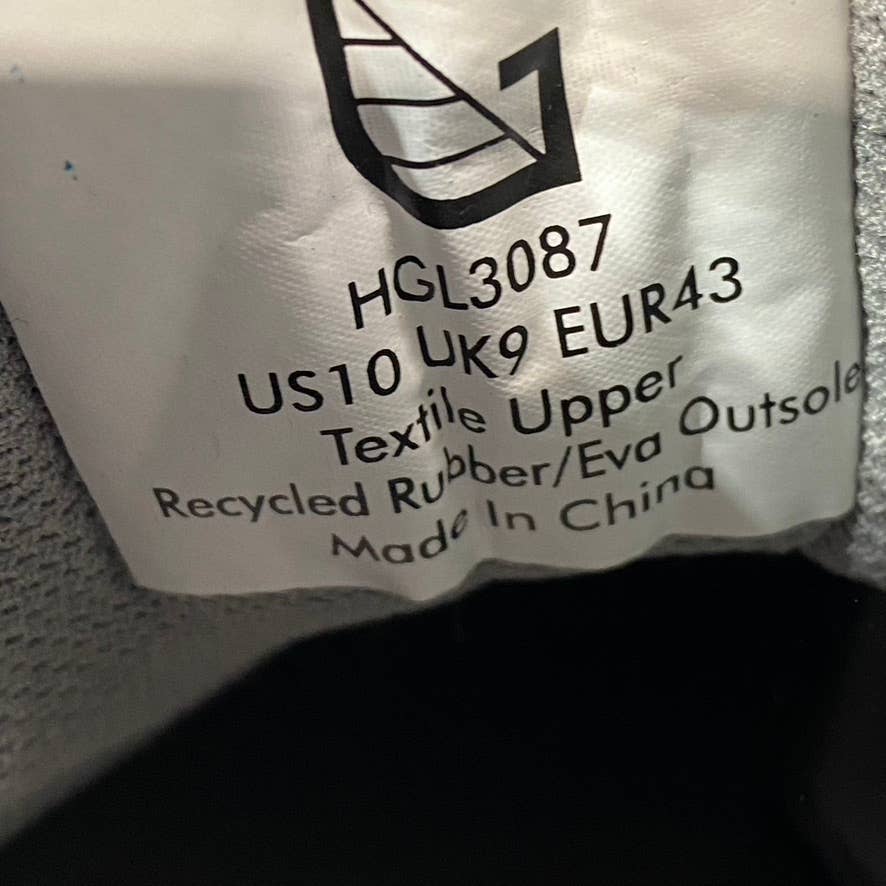 HGL3087
US10 UK9 EUR43
Textile Upper
Recycled Rubber/Eva Outsole
Made In China